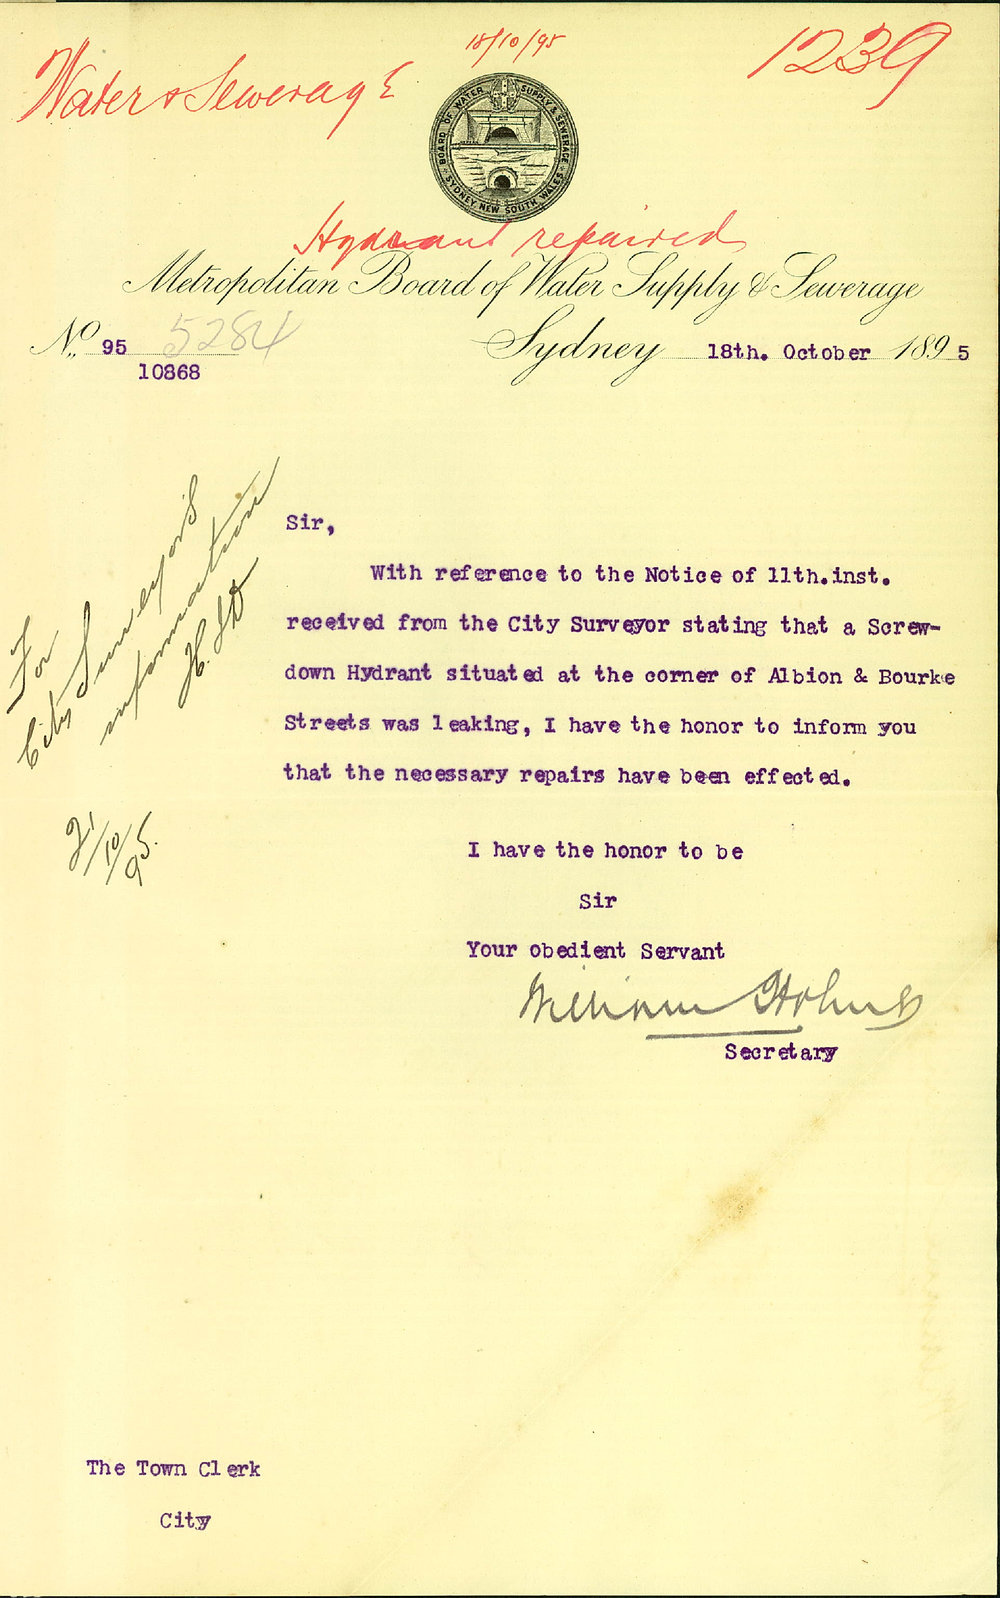 18/10/95
Water & Sewerage
1239
BOARD OF WATER SUPPLY & SEWERAGE
SYDNEY, NEW SOUTH WALES
Hydrant repaired
Metropolitan Board of Water Supply & Sewerage
No. 95 5284
10868
Sydney 18th. October 1895
For
City Surveyor's
information
21/10/95.
Sir,
With reference to the Notice of 11th.inst.
received from the City Surveyor stating that a Screw-
down Hydrant situated at the corner of Albion & Bourke
Streets was leaking, I have the honor to inform you
that the necessary repairs have been effected.
I have the honor to be
Sir
Your obedient Servant
William Holmes
Secretary
The Town Clerk
City